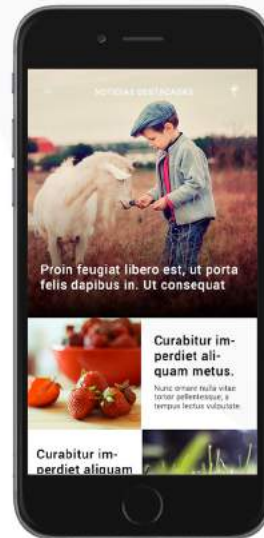 NOTICIAS DESTACADAS
Proin feugiat libero est, ut porta
felis dapibus in. Ut consequat
Curabitur im-
perdiet ali-
quam metus.
Nunc ornare nulla vitae
tortor pellentesque, a
tempus lectus vulputate.
Curabitur im-
perdiet aliquam